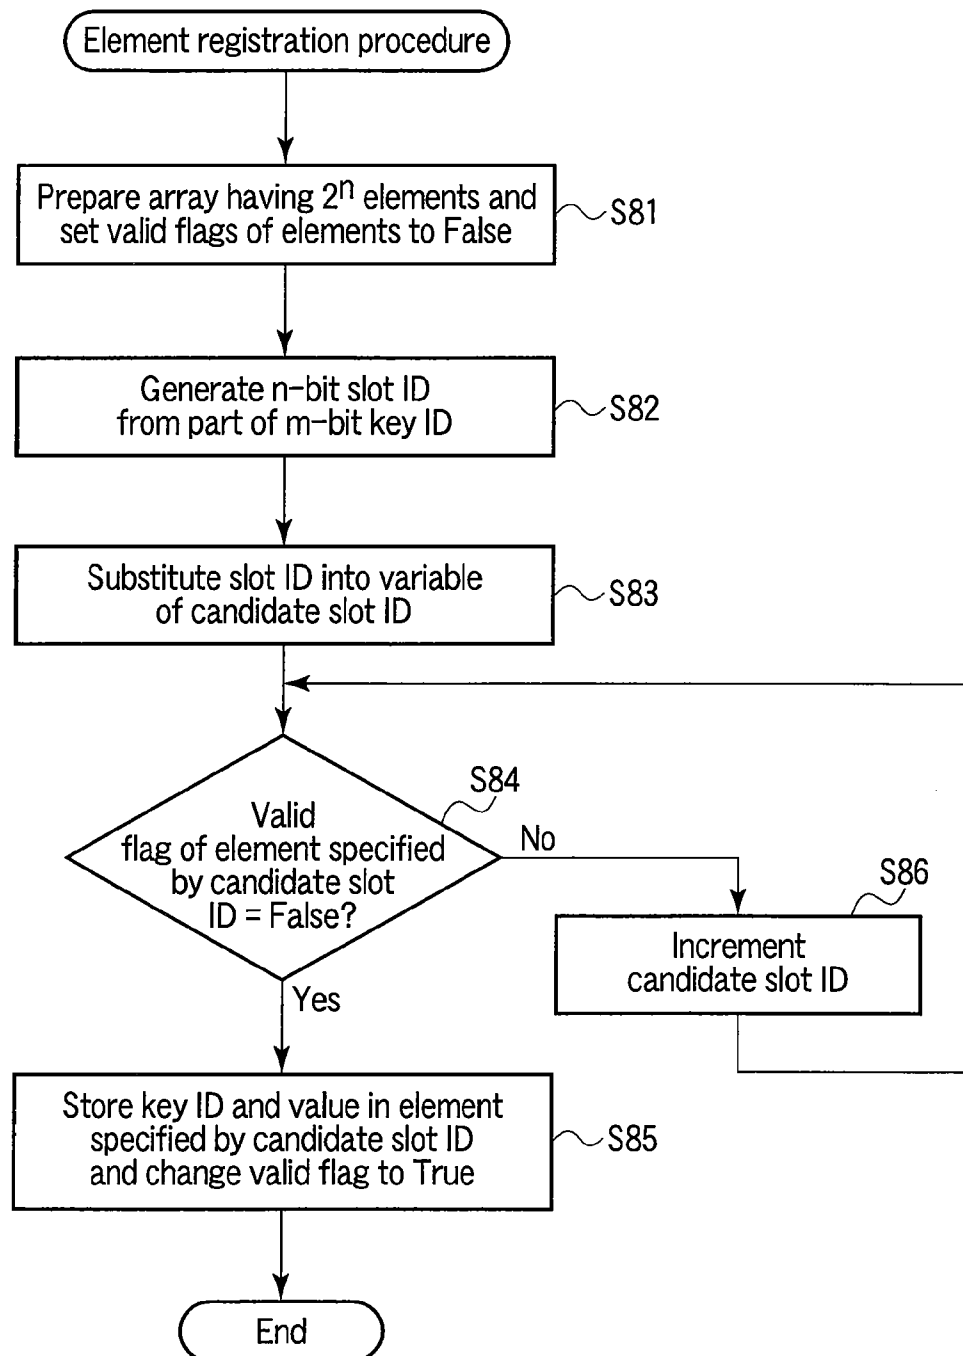 Element registration procedure
Prepare array having 2ⁿ elements and
set valid flags of elements to False
S81
Generate n-bit slot ID
from part of m-bit key ID
S82
Substitute slot ID into variable
of candidate slot ID
S83
S84
Valid
flag of element specified
by candidate slot
ID = False?
No
S86
Increment
candidate slot ID
Yes
Store key ID and value in element
specified by candidate slot ID
and change valid flag to True
S85
End